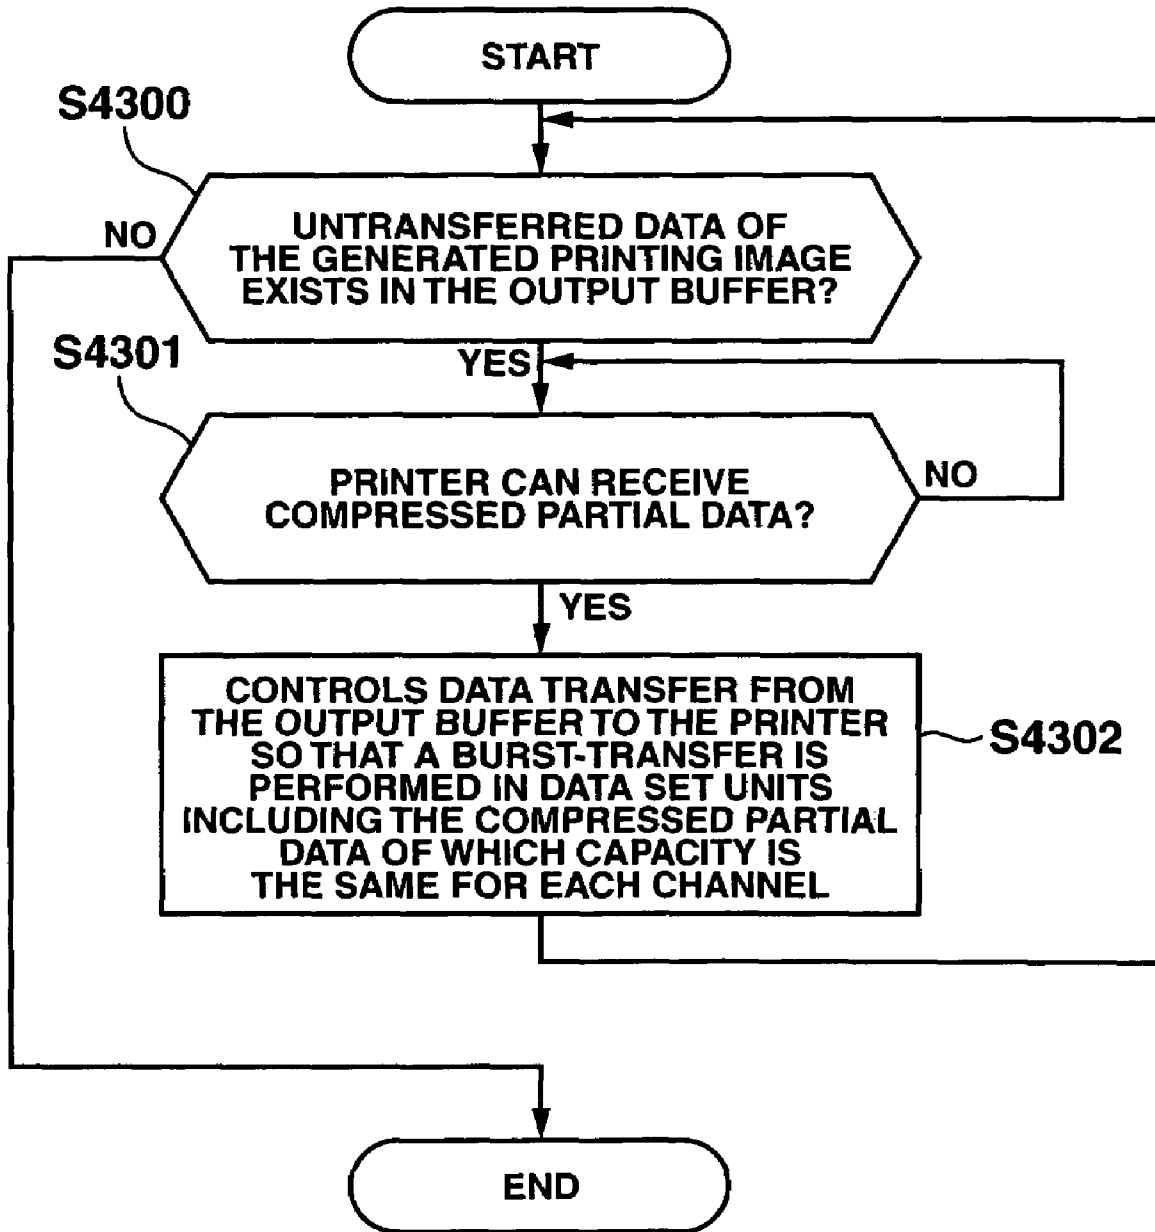 START
S4300
NO
UNTRANSFERRED DATA OF
THE GENERATED PRINTING IMAGE
EXISTS IN THE OUTPUT BUFFER?
S4301
YES
PRINTER CAN RECEIVE
COMPRESSED PARTIAL DATA?
NO
YES
CONTROLS DATA TRANSFER FROM
THE OUTPUT BUFFER TO THE PRINTER
SO THAT A BURST-TRANSFER IS
PERFORMED IN DATA SET UNITS
INCLUDING THE COMPRESSED PARTIAL
DATA OF WHICH CAPACITY IS
THE SAME FOR EACH CHANNEL
S4302
END